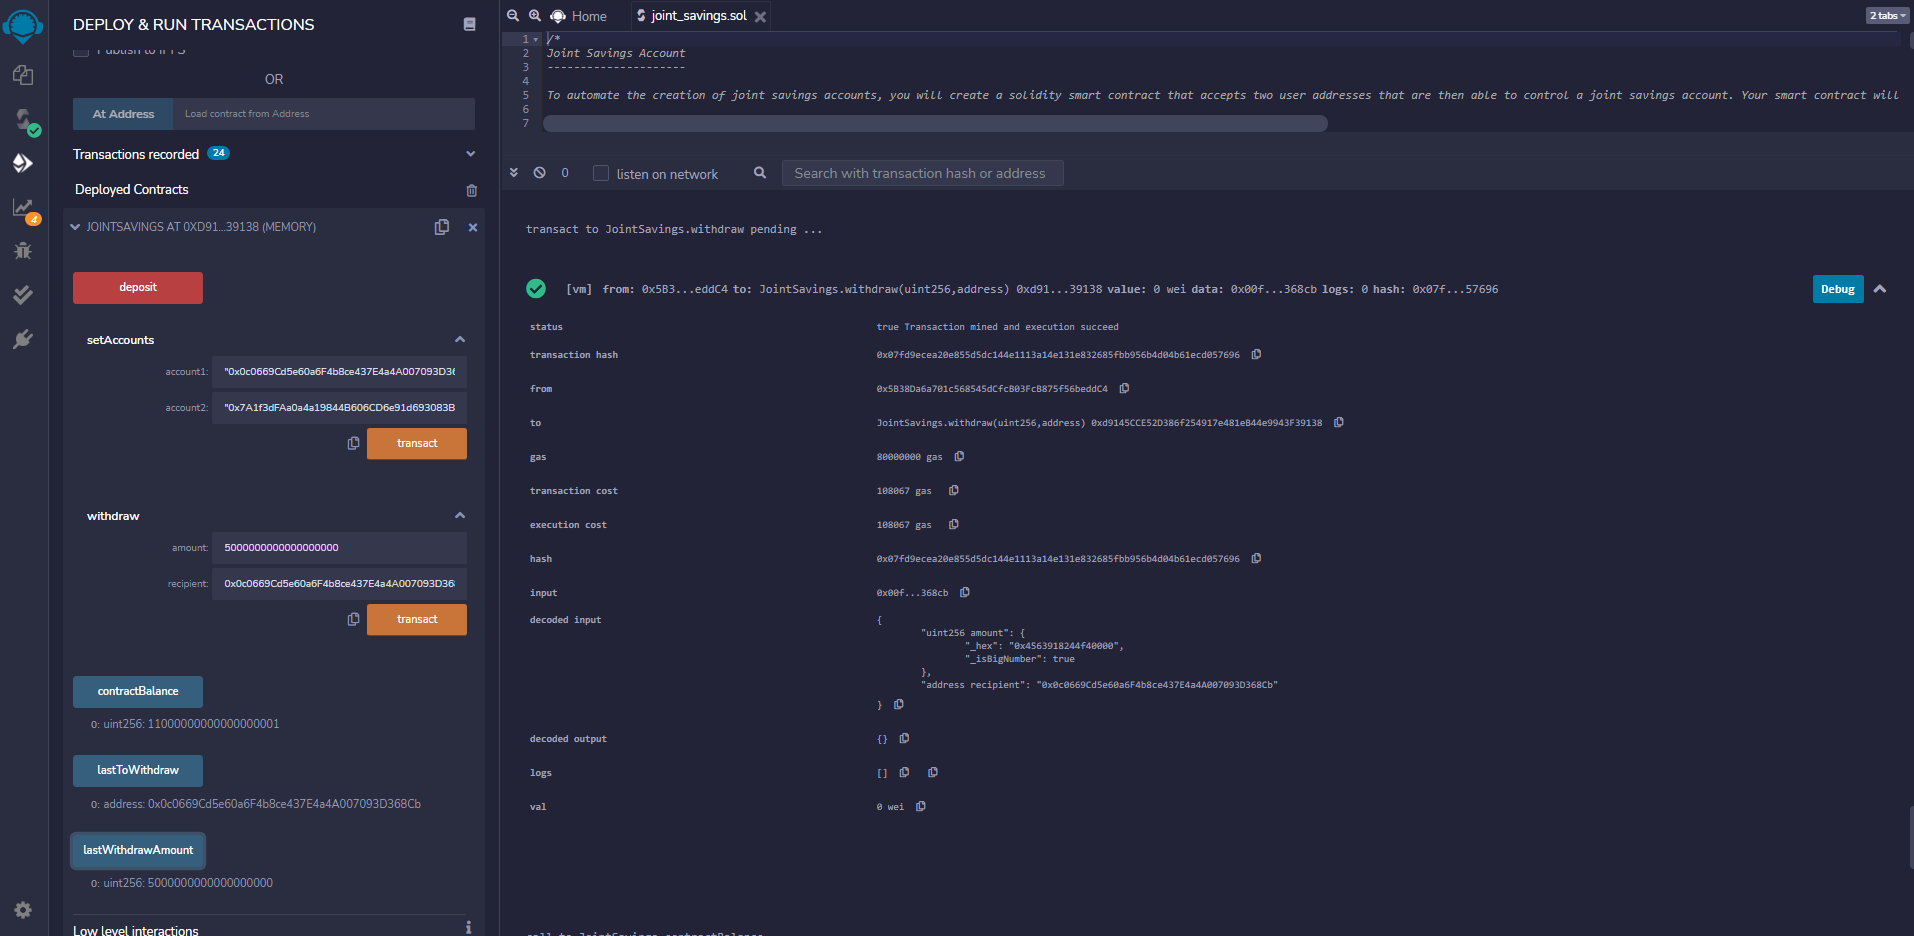 DEPLOY & RUN TRANSACTIONS
Publish to IPFS
OR
At Address
Load contract from Address
Transactions recorded 24
Deployed Contracts
JOINTSAVINGS AT 0XD91...39138 (MEMORY)
deposit
setAccounts
account1: "0x0c0669Cd5e60a6F4b8ce437E4a4A007093D36
account2: "0x7A1f3dFAa0a4a19844B606CD6e91d693083B
transact
withdraw
amount: 5000000000000000000
recipient: 0x0c0669Cd5e60a6F4b8ce437E4a4A007093D36
transact
contractBalance
0: uint256: 11000000000000000001
lastToWithdraw
0: address: 0x0c0669Cd5e60a6F4b8ce437E4a4A007093D368Cb
lastWithdrawAmount
0: uint256: 5000000000000000000
Low level interactions
4
Home
joint_savings.sol
2 tabs
1 /*
2 Joint Savings Account
3 ---------------------
4
5 To automate the creation of joint savings accounts, you will create a solidity smart contract that accepts two user addresses that are then able to control a joint savings account. Your smart contract will
6
7
0
listen on network
Search with transaction hash or address
transact to JointSavings.withdraw pending ...
[vm] from: 0x5B3...eddC4 to: JointSavings.withdraw(uint256,address) 0xd91...39138 value: 0 wei data: 0x00f...368cb logs: 0 hash: 0x07f...57696
Debug
status true Transaction mined and execution succeed
transaction hash 0x07fd9ecea20e855d5dc144e1113a14e131e832685fbb956b4d04b61ecd057696
from 0x5B38Da6a701c568545dCfcB03FcB875f56beddC4
to JointSavings.withdraw(uint256,address) 0xd9145CCE52D386f254917e481eB44e9943F39138
gas 80000000 gas
transaction cost 108067 gas
execution cost 108067 gas
hash 0x07fd9ecea20e855d5dc144e1113a14e131e832685fbb956b4d04b61ecd057696
input 0x00f...368cb
decoded input {
"uint256 amount": {
"_hex": "0x4563918244f40000",
"_isBigNumber": true
},
"address recipient": "0x0c0669Cd5e60a6F4b8ce437E4a4A007093D368Cb"
}
decoded output {}
logs []
val 0 wei
call to JointSavings.contractBalance